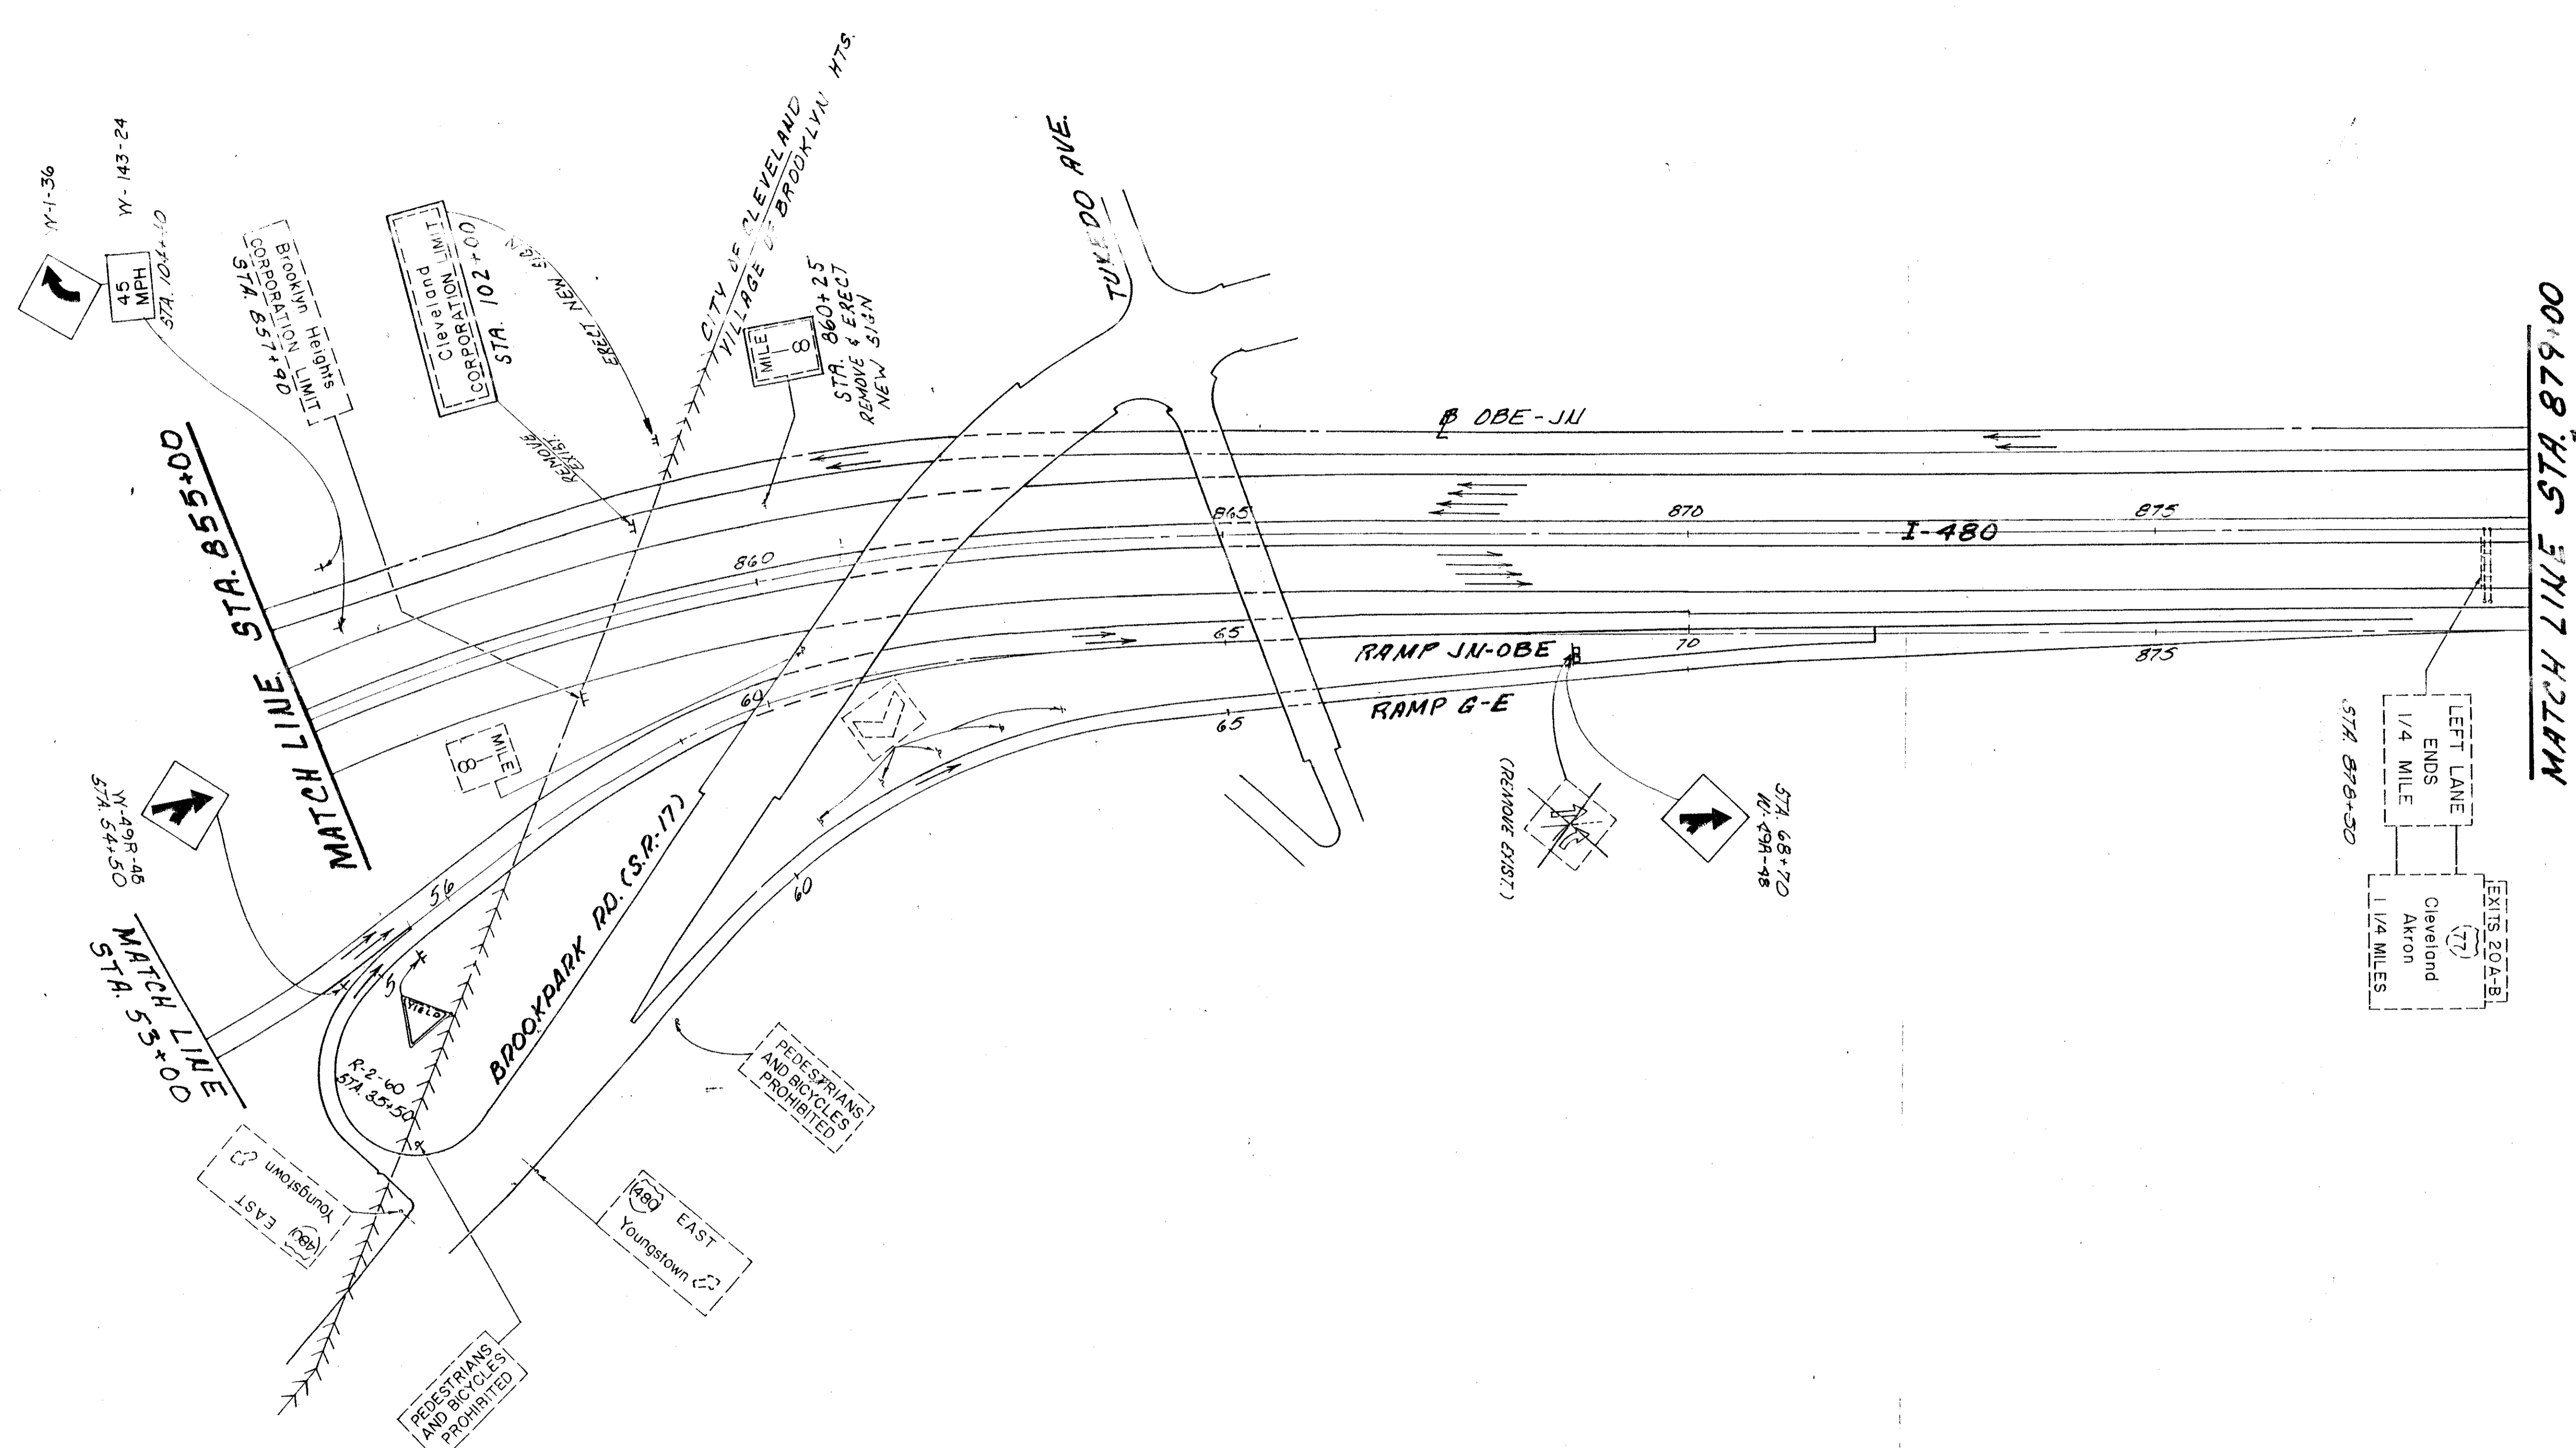 W-1-36
W-143-24
45
MPH
Brooklyn Heights
CORPORATION LIMIT
STA. 857+90
Cleveland
CORPORATION LIMIT
STA. 102+00
ERECT NEW SIGN
REMOVE
EXIST.
CITY OF CLEVELAND
VILLAGE OF BROOKLYN HTS.
MILE
8
STA. 860+25
REMOVE & ERECT
NEW SIGN
TUXEDO AVE.
MATCH LINE STA. 855+00
B OBE-JN
860
865
870
875
I-480
MATCH LINE STA. 879+00
60
65
70
875
RAMP JN-OBE
RAMP G-E
65
60
MILE
8
W-49R-48
STA. 54+50
MATCH LINE
STA. 53+00
56
5
YIELD
R-2-60
STA. 35+50
BROOKPARK RD. (S.R.-17)
(REMOVE EXIST.)
STA. 68+70
W-49R-48
LEFT LANE
ENDS
1/4 MILE
STA. 878+50
EXITS 20A-B
77
Cleveland
Akron
1 1/4 MILES
PEDESTRIANS
AND BICYCLES
PROHIBITED
480 EAST
Youngstown
480 EAST
Youngstown
PEDESTRIANS
AND BICYCLES
PROHIBITED